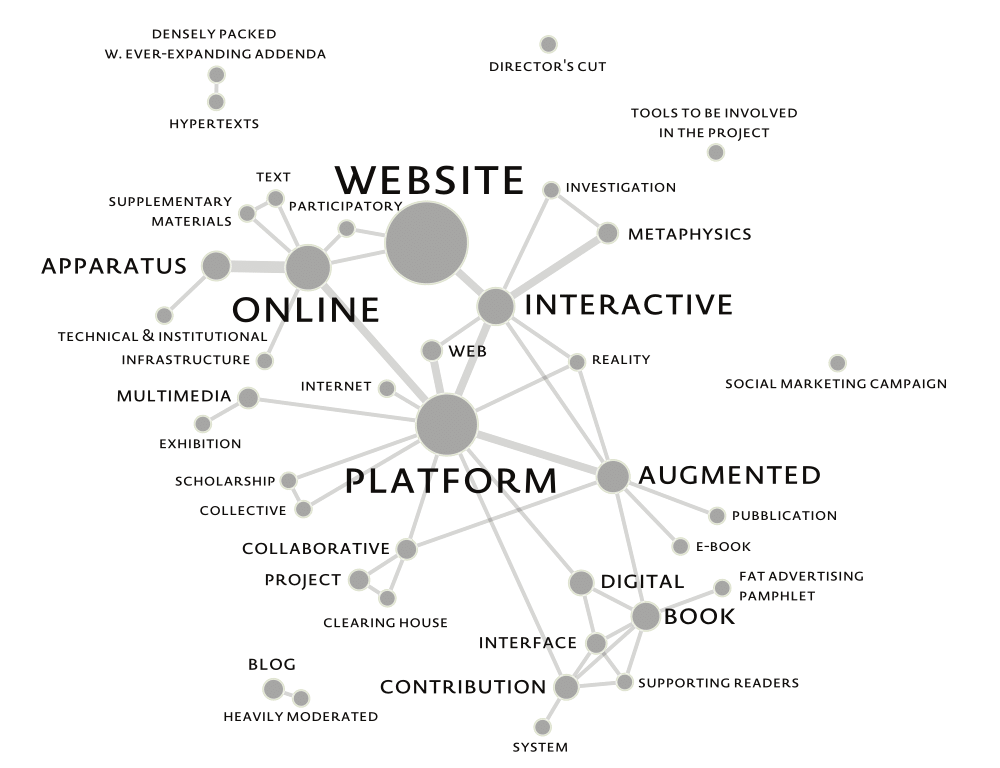 DENSELY PACKED
W. EVER-EXPANDING ADDENDA
HYPERTEXTS
DIRECTOR'S CUT
TOOLS TO BE INVOLVED
IN THE PROJECT
TEXT
WEBSITE
INVESTIGATION
SUPPLEMENTARY
MATERIALS
PARTICIPATORY
METAPHYSICS
APPARATUS
ONLINE
INTERACTIVE
TECHNICAL & INSTITUTIONAL
INFRASTRUCTURE
WEB
REALITY
SOCIAL MARKETING CAMPAIGN
INTERNET
MULTIMEDIA
EXHIBITION
PLATFORM
AUGMENTED
SCHOLARSHIP
COLLECTIVE
PUBBLICATION
E-BOOK
COLLABORATIVE
PROJECT
CLEARING HOUSE
DIGITAL
FAT ADVERTISING
PAMPHLET
BOOK
INTERFACE
CONTRIBUTION
SUPPORTING READERS
BLOG
HEAVILY MODERATED
SYSTEM